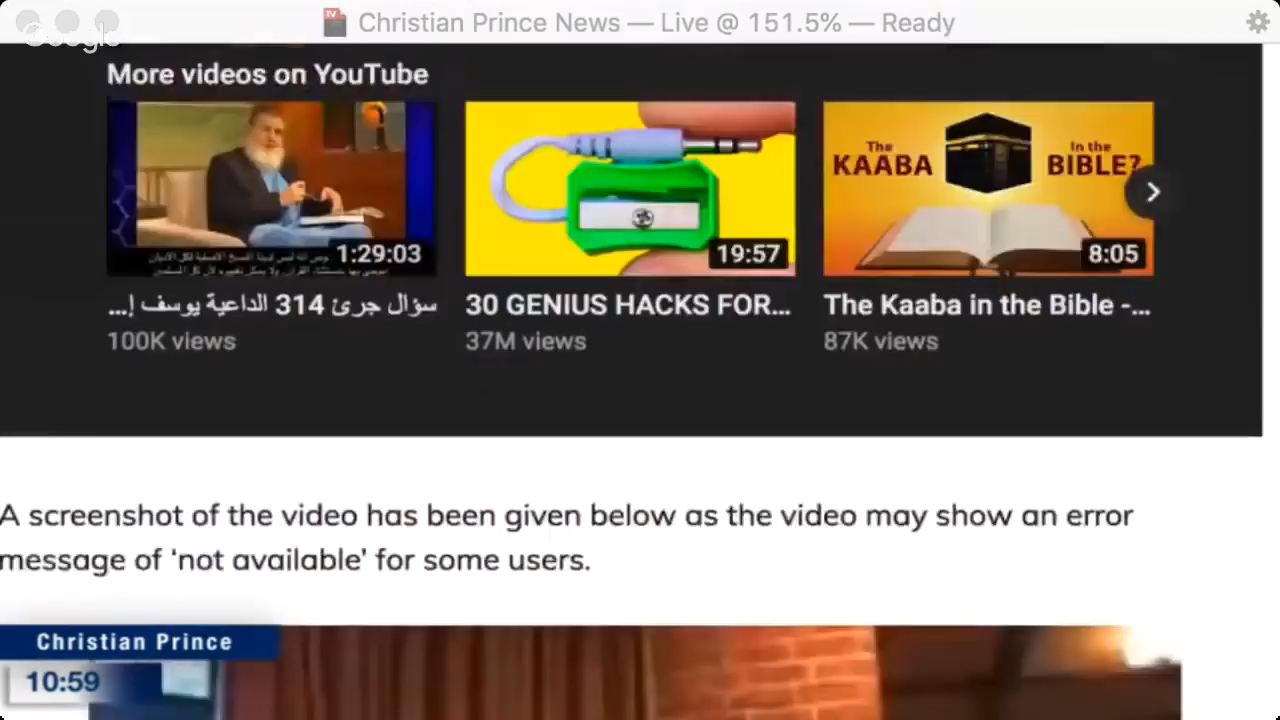 Christian Prince News — Live @ 151.5% — Ready
Google
More videos on YouTube
The
KAABA
In the
BIBLE?
1:29:03
19:57
8:05
سؤال جرئ 314 الداعية يوسف إ...
30 GENIUS HACKS FOR...
The Kaaba in the Bible -...
100K views
37M views
87K views
A screenshot of the video has been given below as the video may show an error
message of ‘not available’ for some users.
Christian Prince
10:59